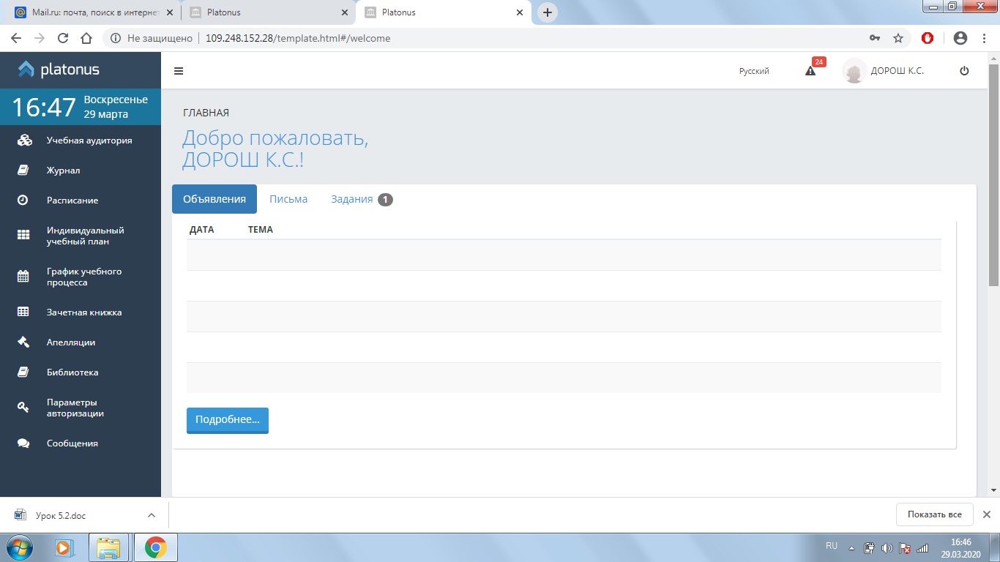 Mail.ru: почта, поиск в интернет
Platonus
Platonus
Не защищено
109.248.152.28/template.html#/welcome
platonus
Русский
24
ДОРОШ К.С.
16:47
Воскресенье
29 марта
Учебная аудитория
Журнал
Расписание
Индивидуальный
учебный план
График учебного
процесса
Зачетная книжка
Апелляции
Библиотека
Параметры
авторизации
Сообщения
ГЛАВНАЯ
Добро пожаловать,
ДОРОШ К.С.!
Объявления
Письма
Задания 1
ДАТА
ТЕМА
Подробнее...
Урок 5.2.doc
Показать все
RU
16:46
29.03.2020